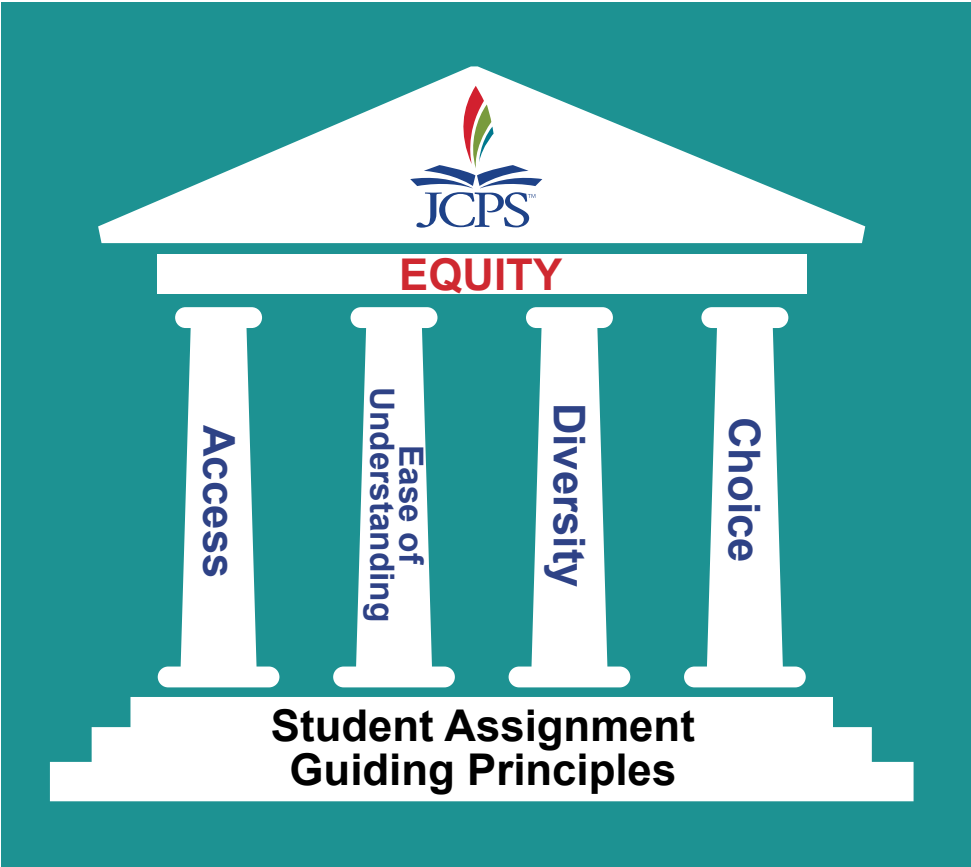 JCPS™
EQUITY
Access
Ease of
Understanding
Diversity
Choice
Student Assignment
Guiding Principles